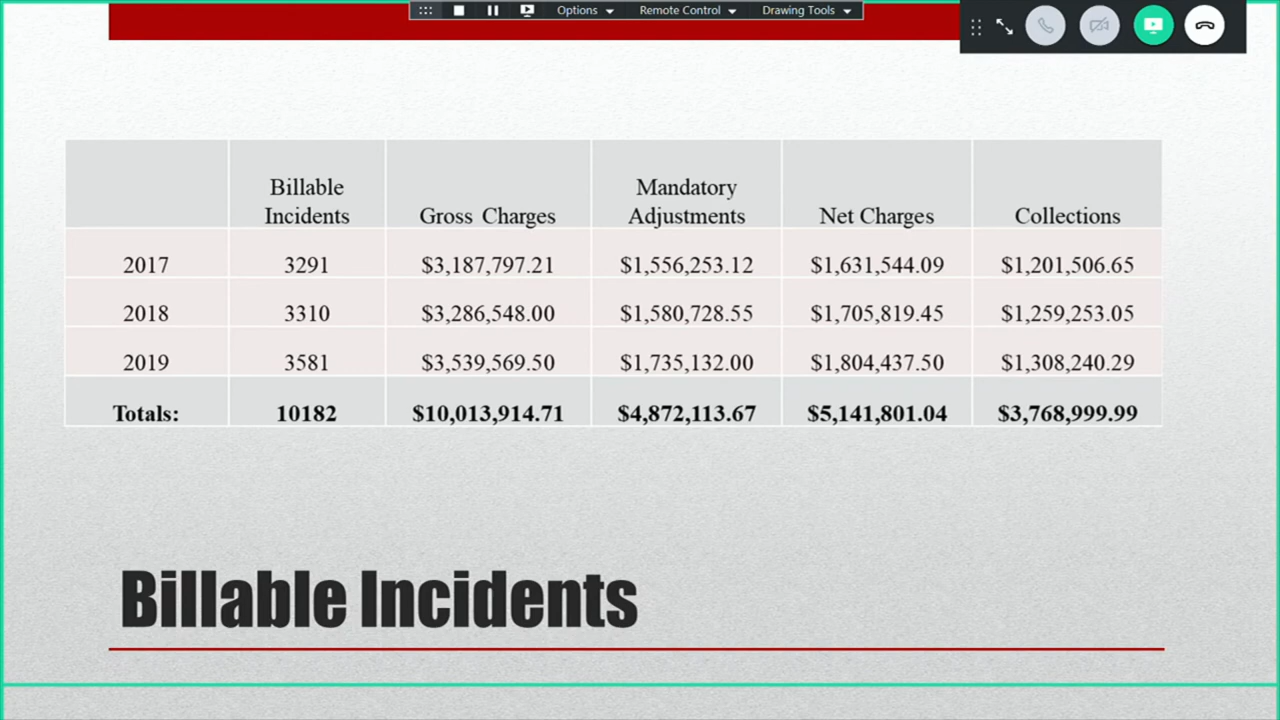 Options Remote Control Drawing Tools
Billable Incidents Gross Charges Mandatory Adjustments Net Charges Collections
2017 3291 $3,187,797.21 $1,556,253.12 $1,631,544.09 $1,201,506.65
2018 3310 $3,286,548.00 $1,580,728.55 $1,705,819.45 $1,259,253.05
2019 3581 $3,539,569.50 $1,735,132.00 $1,804,437.50 $1,308,240.29
Totals: 10182 $10,013,914.71 $4,872,113.67 $5,141,801.04 $3,768,999.99
Billable Incidents